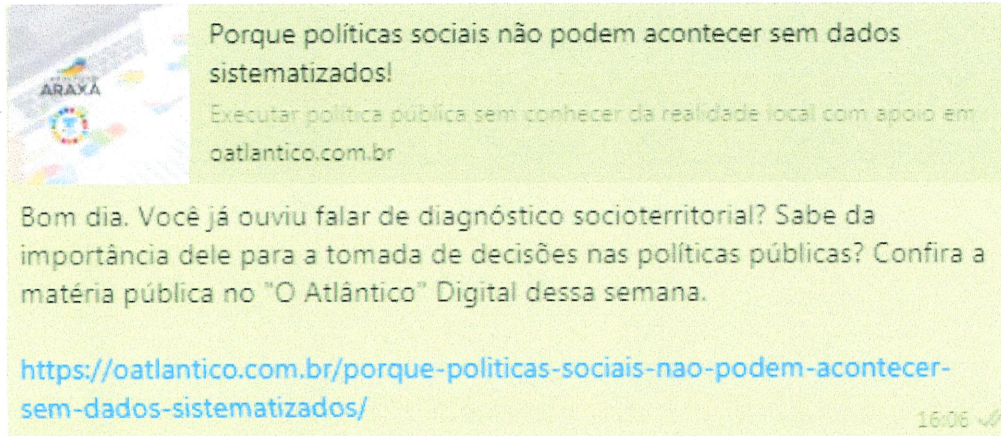 Porque políticas sociais não podem acontecer sem dados
sistematizados!
ARAXÁ
Executar política pública sem conhecer da realidade local com apoio em
oatlantico.com.br
Bom dia. Você já ouviu falar de diagnóstico socioterritorial? Sabe da
importância dele para a tomada de decisões nas políticas públicas? Confira a
matéria pública no "O Atlântico" Digital dessa semana.
https://oatlantico.com.br/porque-politicas-sociais-nao-podem-acontecer-
sem-dados-sistematizados/
16:06